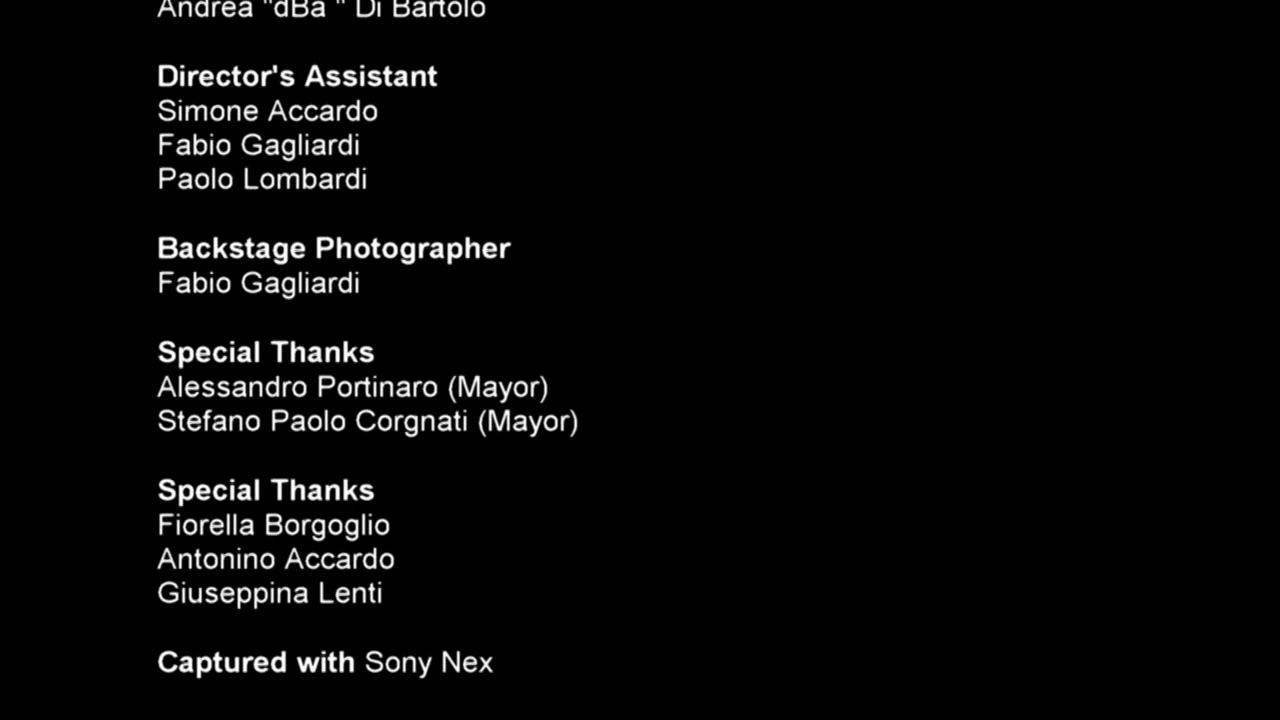 Andrea "dBa " Di Bartolo
Director's Assistant
Simone Accardo
Fabio Gagliardi
Paolo Lombardi
Backstage Photographer
Fabio Gagliardi
Special Thanks
Alessandro Portinaro (Mayor)
Stefano Paolo Corgnati (Mayor)
Special Thanks
Fiorella Borgoglio
Antonino Accardo
Giuseppina Lenti
Captured with Sony Nex